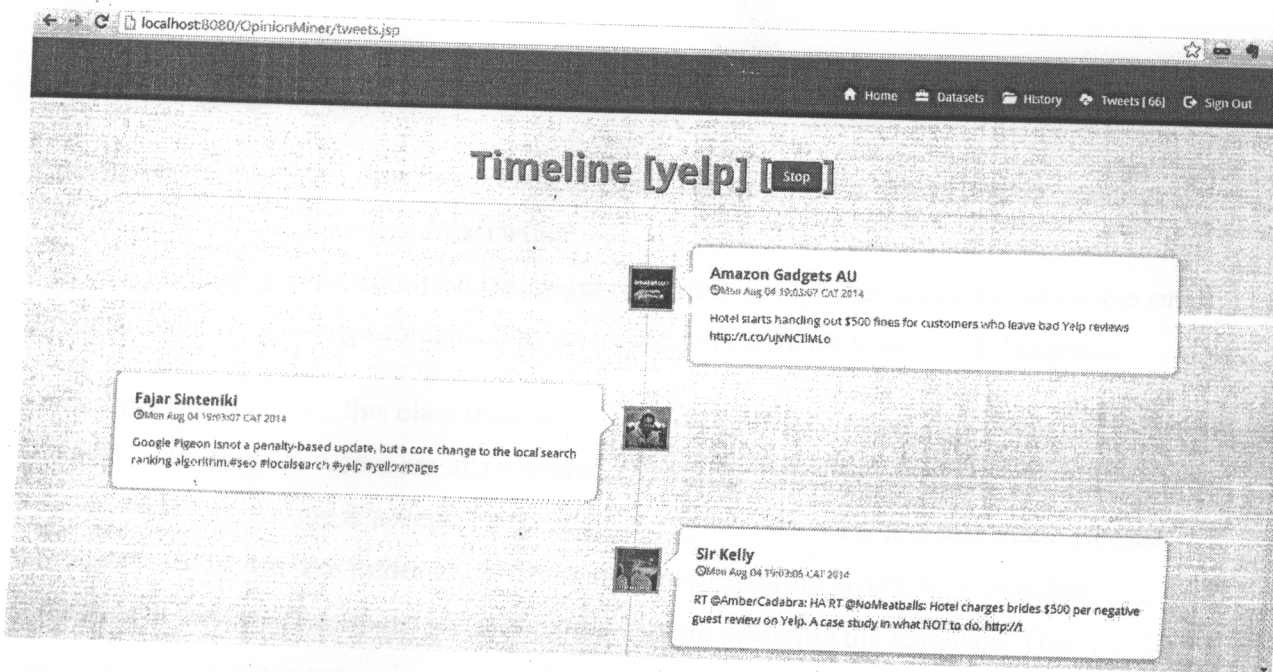 localhost:8080/OpinionMiner/tweets.jsp
Home Datasets History Tweets [66] Sign Out
Timeline [yelp] [Stop]
Amazon Gadgets AU
Mon Aug 04 19:03:07 CAT 2014
Hotel starts handing out $500 fines for customers who leave bad Yelp reviews
http://t.co/ujvNCIlMLo
Fajar Sinteniki
Mon Aug 04 19:03:07 CAT 2014
Google Pigeon isnot a penalty-based update, but a core change to the local search
ranking algorithm.#seo #localsearch #yelp #yellowpages
Sir Kelly
Mon Aug 04 19:03:06 CAT 2014
RT @AmberCadabra: HA RT @NoMeatballs: Hotel charges brides $500 per negative
guest review on Yelp. A case study in what NOT to do. http://t